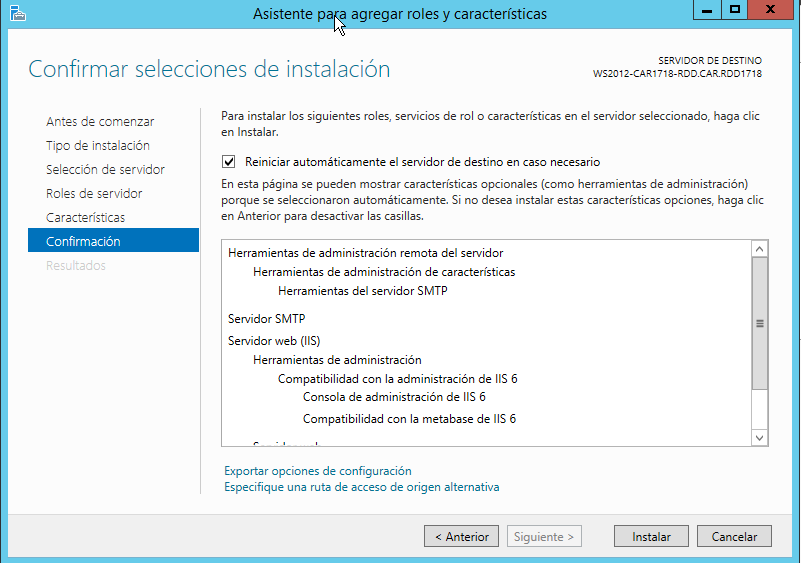 Asistente para agregar roles y características
Confirmar selecciones de instalación
SERVIDOR DE DESTINO
WS2012-CAR1718-RDD.CAR.RDD1718
Antes de comenzar
Tipo de instalación
Selección de servidor
Roles de servidor
Características
Confirmación
Resultados
Para instalar los siguientes roles, servicios de rol o características en el servidor seleccionado, haga clic
en Instalar.
Reiniciar automáticamente el servidor de destino en caso necesario
En esta página se pueden mostrar características opcionales (como herramientas de administración)
porque se seleccionaron automáticamente. Si no desea instalar estas características opciones, haga clic
en Anterior para desactivar las casillas.
Herramientas de administración remota del servidor
Herramientas de administración de características
Herramientas del servidor SMTP
Servidor SMTP
Servidor web (IIS)
Herramientas de administración
Compatibilidad con la administración de IIS 6
Consola de administración de IIS 6
Compatibilidad con la metabase de IIS 6
Exportar opciones de configuración
Especifique una ruta de acceso de origen alternativa
< Anterior
Siguiente >
Instalar
Cancelar